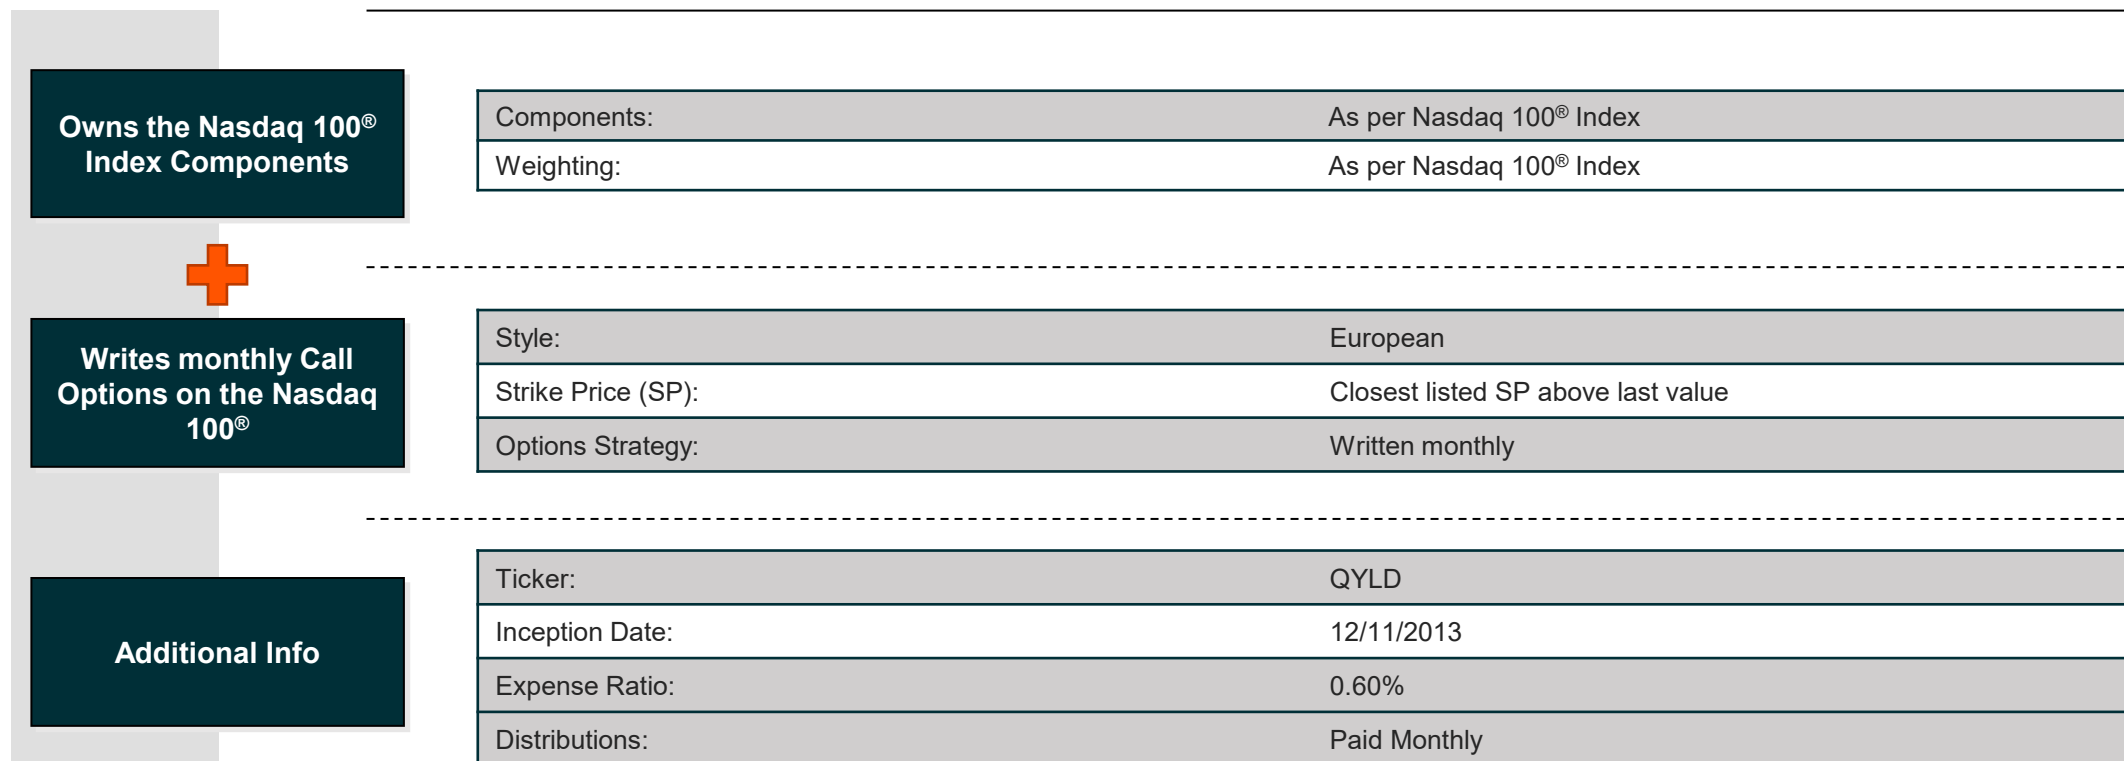 Owns the Nasdaq 100®
Index Components
Components: As per Nasdaq 100® Index
Weighting: As per Nasdaq 100® Index
Writes monthly Call
Options on the Nasdaq
100®
Style: European
Strike Price (SP): Closest listed SP above last value
Options Strategy: Written monthly
Additional Info
Ticker: QYLD
Inception Date: 12/11/2013
Expense Ratio: 0.60%
Distributions: Paid Monthly